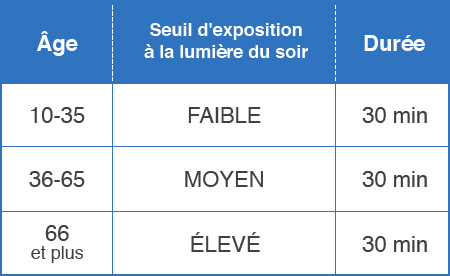 Âge Seuil d'exposition à la lumière du soir Durée
10-35 FAIBLE 30 min
36-65 MOYEN 30 min
66 et plus ÉLEVÉ 30 min